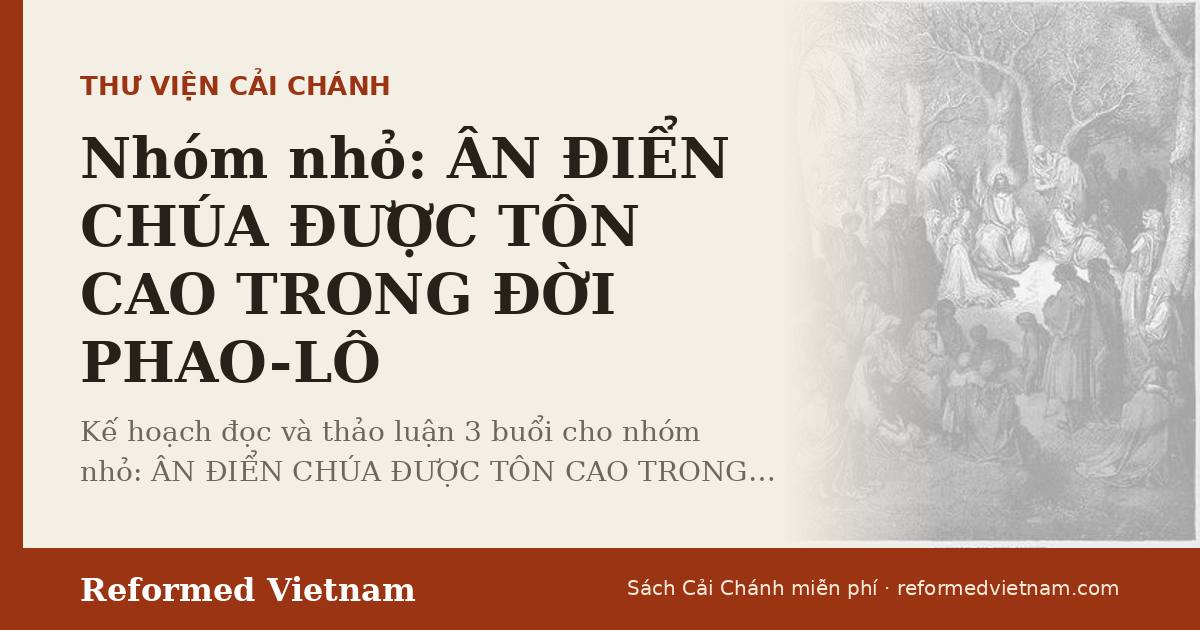 THƯ VIỆN CẢI CHÁNH
Nhóm nhỏ: ÂN ĐIỂN
CHÚA ĐƯỢC TÔN
CAO TRONG ĐỜI
PHAO-LÔ
Kế hoạch đọc và thảo luận 3 buổi cho nhóm
nhỏ: ÂN ĐIỂN CHÚA ĐƯỢC TÔN CAO TRONG...
Reformed Vietnam
Sách Cải Chánh miễn phí · reformedvietnam.com